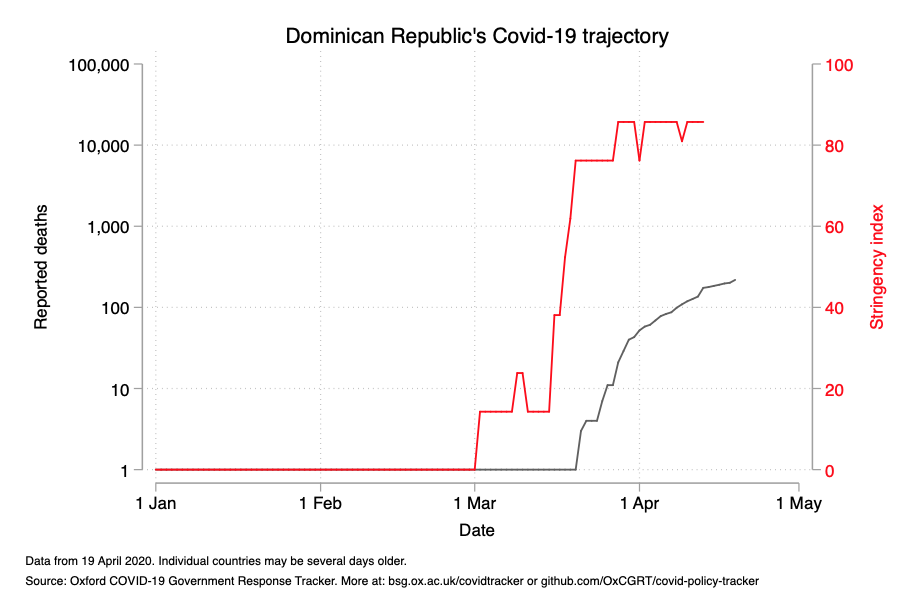 Dominican Republic's Covid-19 trajectory
100,000
10,000
1,000
100
10
1
Reported deaths
100
80
60
40
20
0
Stringency index
1 Jan
1 Feb
1 Mar
1 Apr
1 May
Date
Data from 19 April 2020. Individual countries may be several days older.
Source: Oxford COVID-19 Government Response Tracker. More at: bsg.ox.ac.uk/covidtracker or github.com/OxCGRT/covid-policy-tracker